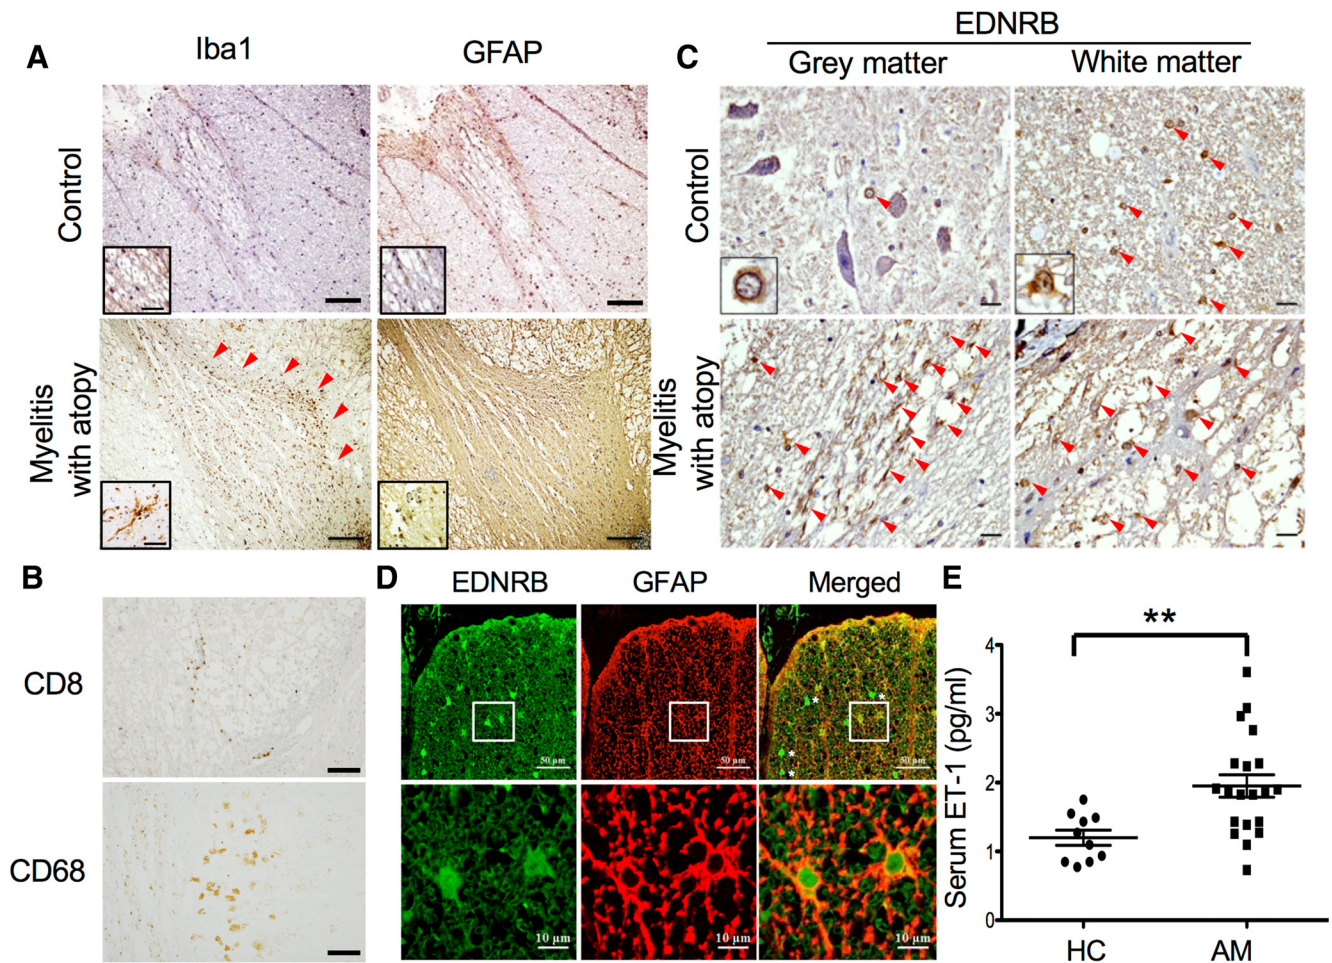 A
Iba1
GFAP
Control
Myelitis
with atopy
B
CD8
CD68
C
EDNRB
Grey matter
White matter
Control
Myelitis
with atopy
D
EDNRB
GFAP
Merged
50 µm
50 µm
50 µm
*
*
*
*
10 µm
10 µm
10 µm
E
**
Serum ET-1 (pg/ml)
4
3
2
1
0
HC
AM